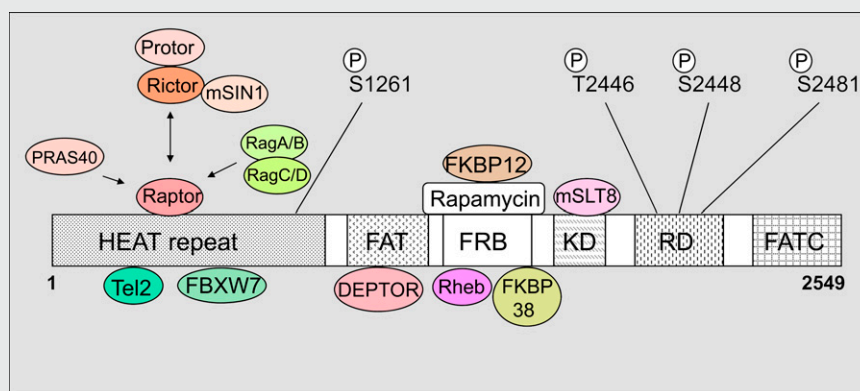 Protor
Rictor
mSIN1
PRAS40
RagA/B
RagC/D
Raptor
P
S1261
P
T2446
P
S2448
P
S2481
FKBP12
Rapamycin
mSLT8
HEAT repeat
FAT
FRB
KD
RD
FATC
1
2549
Tel2
FBXW7
DEPTOR
Rheb
FKBP
38